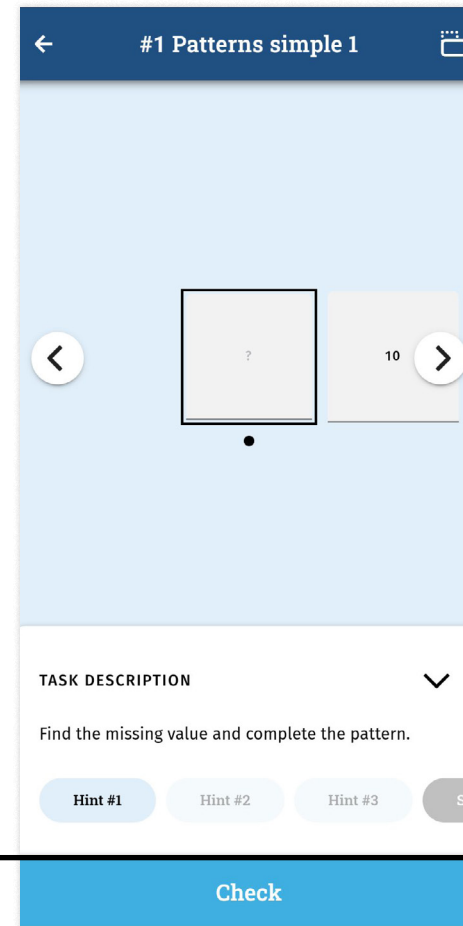 #1 Patterns simple 1
?
10
TASK DESCRIPTION
Find the missing value and complete the pattern.
Hint #1 Hint #2 Hint #3 S
Check